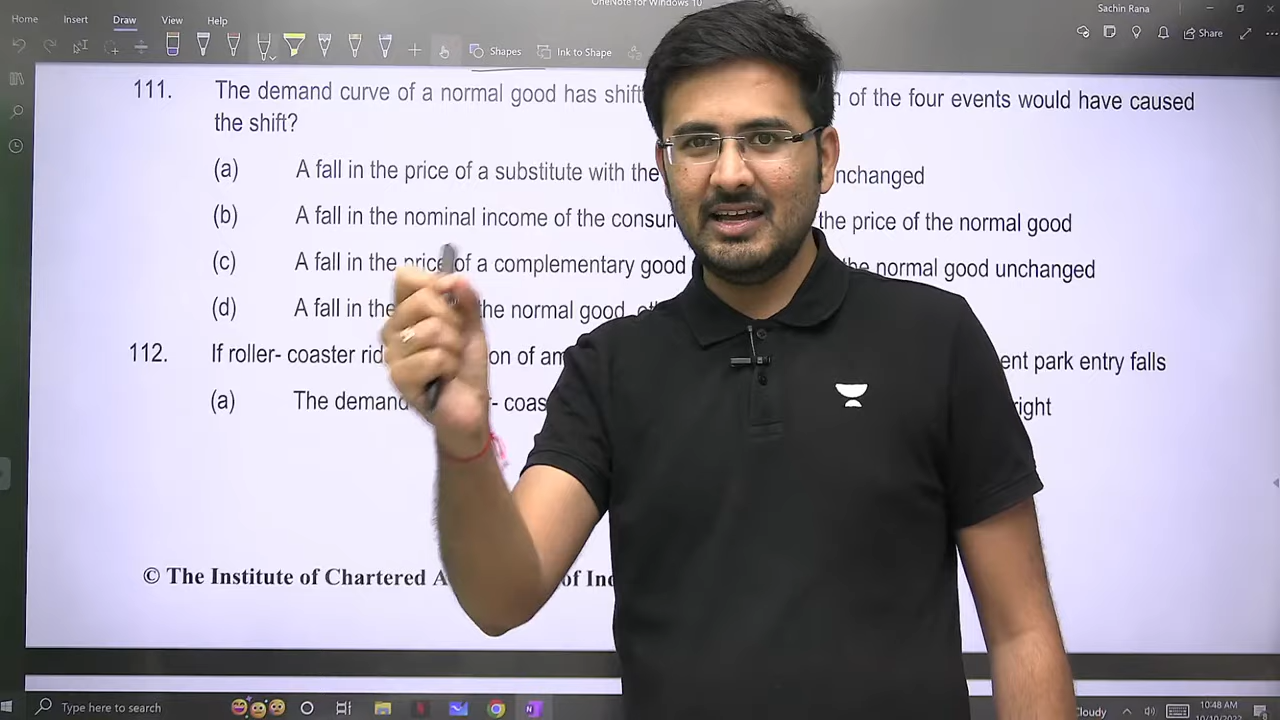 OneNote for Windows 10
Sachin Rana
Home Insert Draw View Help
Shapes Ink to Shape Share
111. The demand curve of a normal good has shift of the four events would have caused
the shift?
(a) A fall in the price of a substitute with the nchanged
(b) A fall in the nominal income of the consum the price of the normal good
(c) A fall in the price of a complementary good the normal good unchanged
(d) A fall in the the normal good,
112. If roller- coaster rid on of am ent park entry falls
(a) The demand r- coas right
© The Institute of Chartered A of Ind
Type here to search
Cloudy
10:48 AM